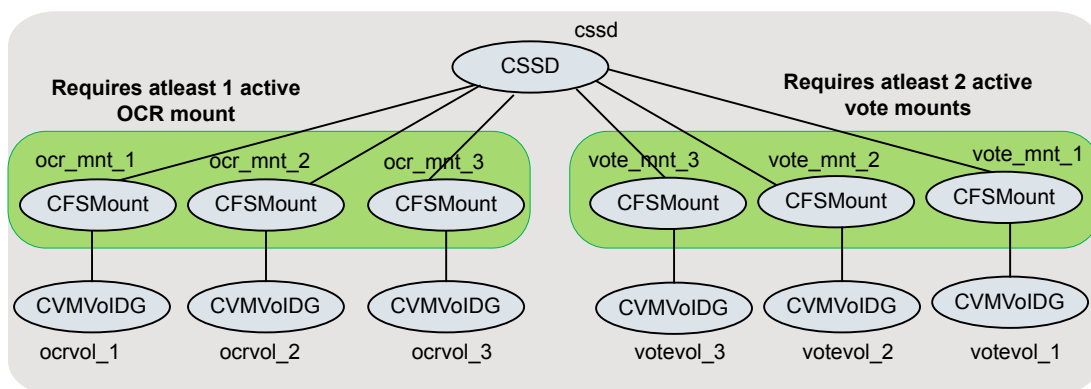 cssd
CSSD
Requires atleast 1 active
OCR mount
Requires atleast 2 active
vote mounts
ocr_mnt_1 ocr_mnt_2 ocr_mnt_3 vote_mnt_3 vote_mnt_2 vote_mnt_1
CFSMount CFSMount CFSMount CFSMount CFSMount CFSMount
CVMVolDG CVMVolDG CVMVolDG CVMVolDG CVMVolDG CVMVolDG
ocrvol_1 ocrvol_2 ocrvol_3 votevol_3 votevol_2 votevol_1